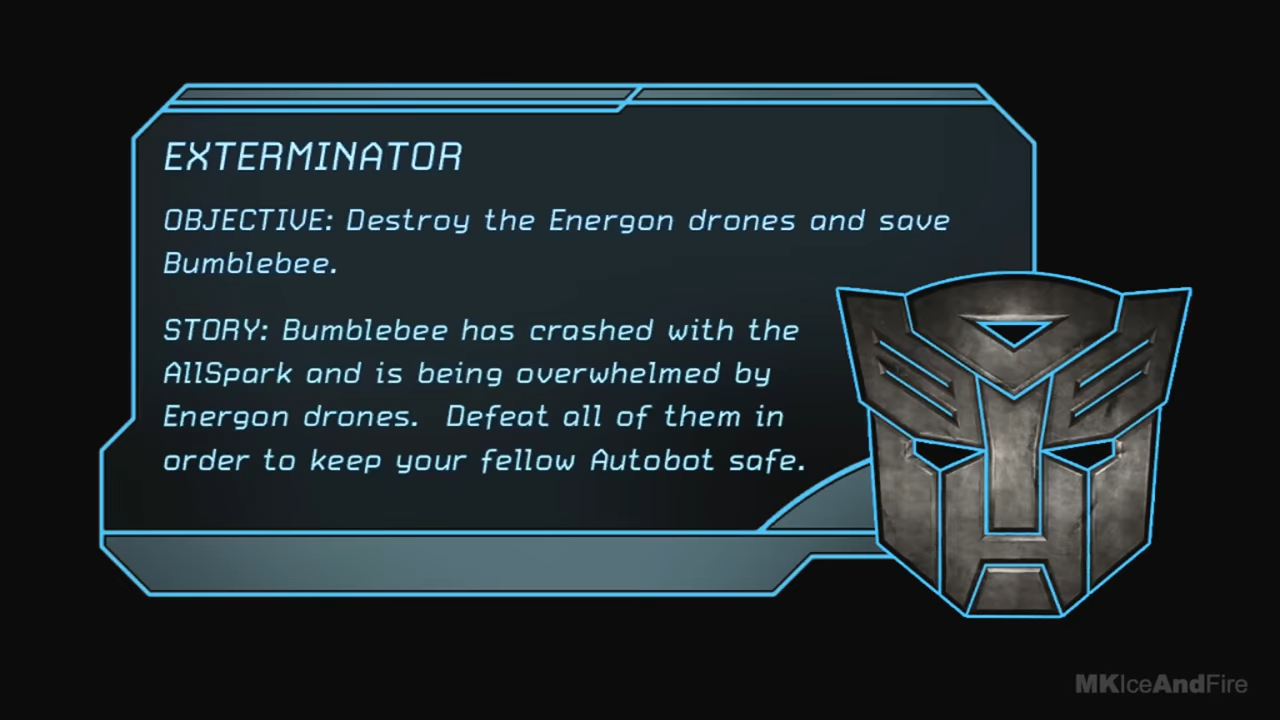 EXTERMINATOR
OBJECTIVE: Destroy the Energon drones and save
Bumblebee.
STORY: Bumblebee has crashed with the
AllSpark and is being overwhelmed by
Energon drones.  Defeat all of them in
order to keep your fellow Autobot safe.
MKIceAndFire